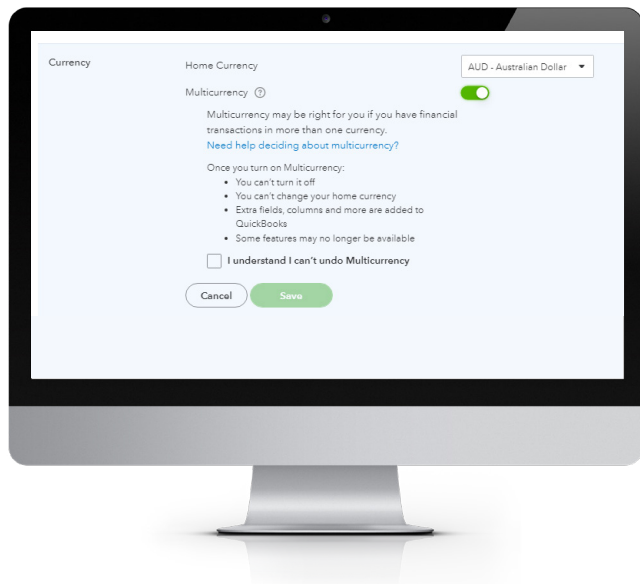 Currency
Home Currency
AUD - Australian Dollar
Multicurrency ?
Multicurrency may be right for you if you have financial
transactions in more than one currency.
Need help deciding about multicurrency?
Once you turn on Multicurrency:
• You can't turn it off
• You can't change your home currency
• Extra fields, columns and more are added to
QuickBooks
• Some features may no longer be available
I understand I can't undo Multicurrency
Cancel Save